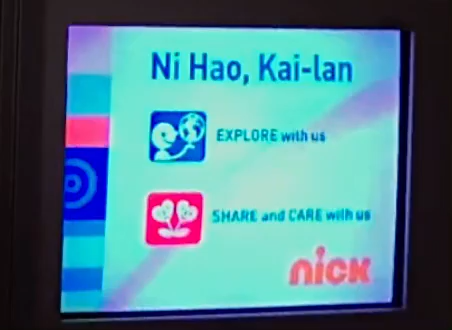 Ni Hao, Kai-lan
EXPLORE with us
SHARE and CARE with us
nick